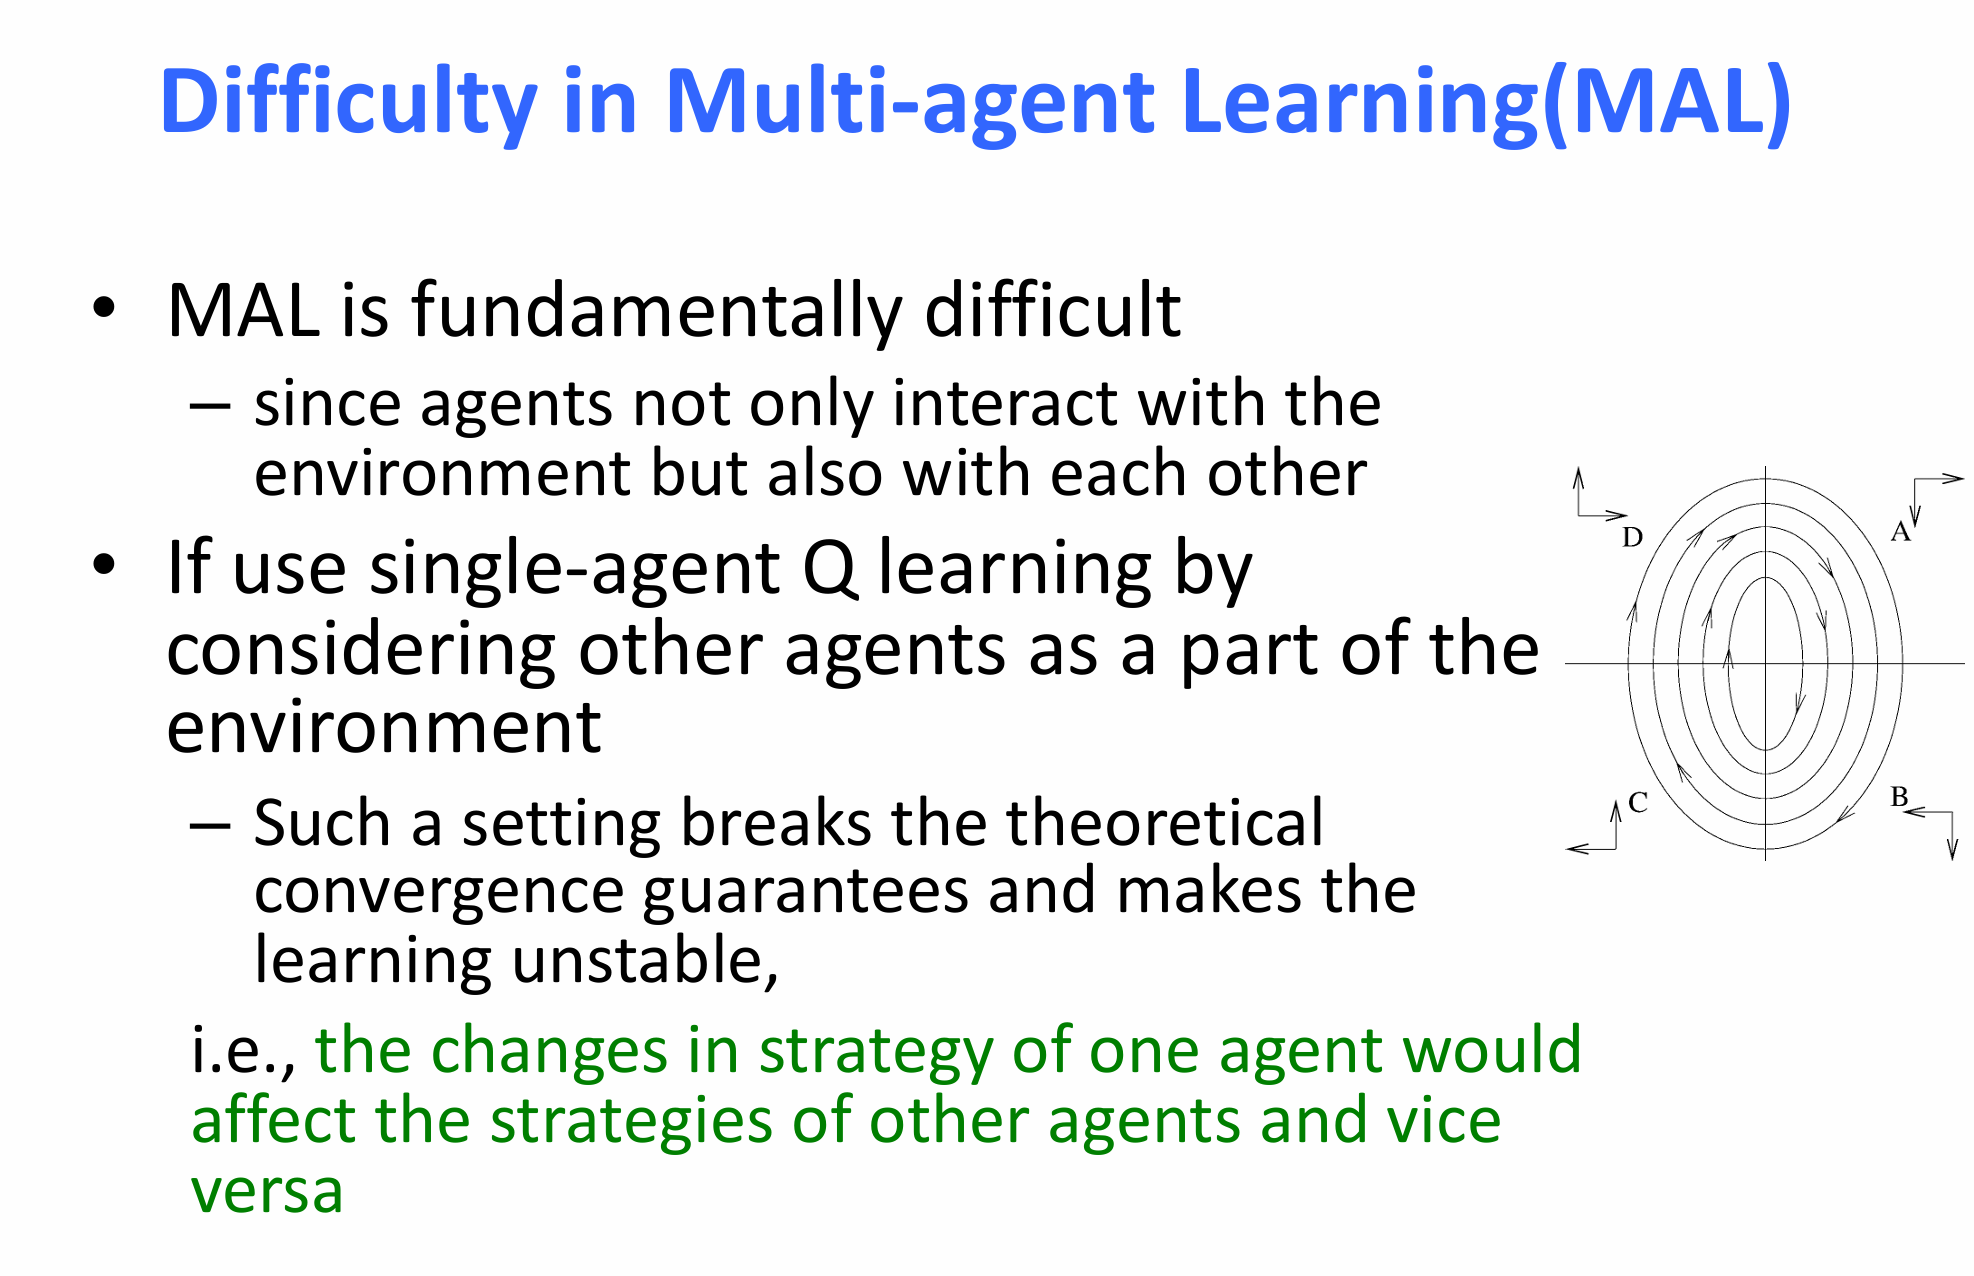 Difficulty in Multi-agent Learning(MAL)
• MAL is fundamentally difficult
– since agents not only interact with the
environment but also with each other
• If use single-agent Q learning by
considering other agents as a part of the
environment
– Such a setting breaks the theoretical
convergence guarantees and makes the
learning unstable,
i.e., the changes in strategy of one agent would
affect the strategies of other agents and vice
versa
D
A
C
B